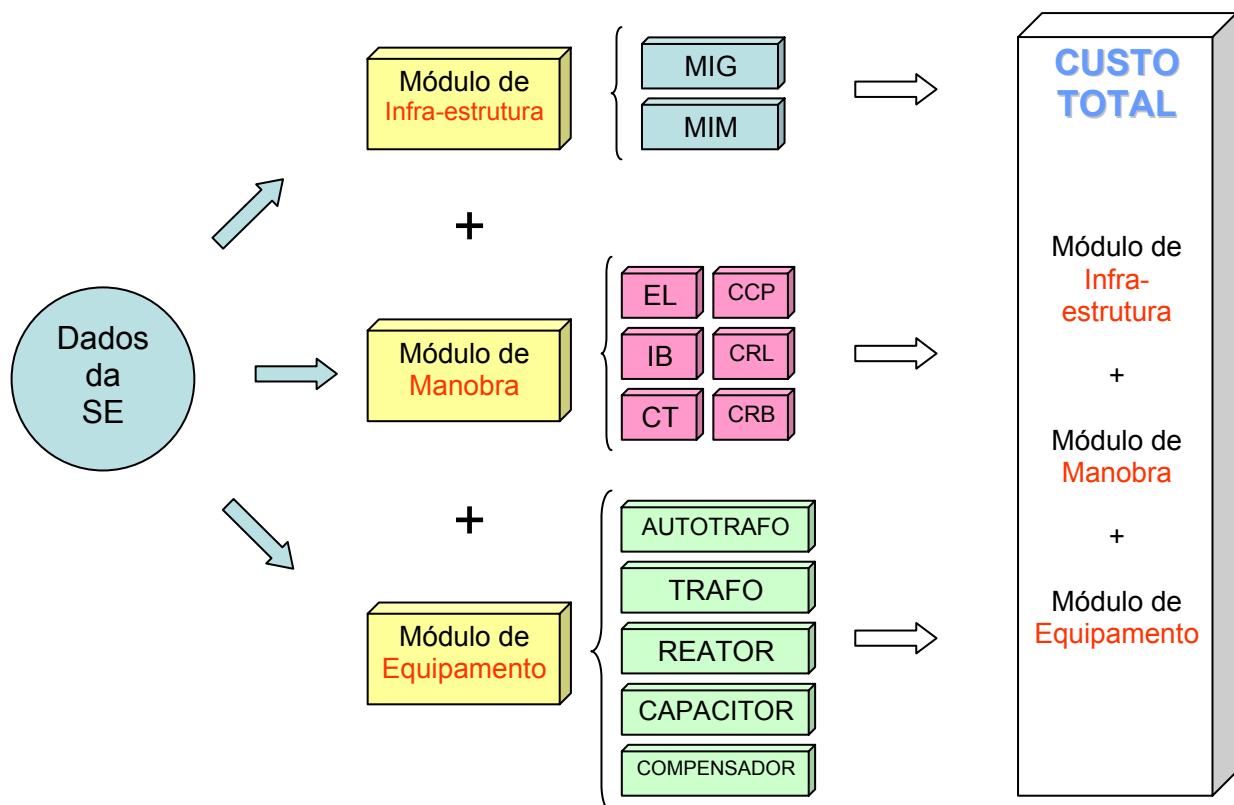 Dados
da
SE
Módulo de
Infra-estrutura
MIG
MIM
+
Módulo de
Manobra
EL
CCP
IB
CRL
CT
CRB
+
Módulo de
Equipamento
AUTOTRAFO
TRAFO
REATOR
CAPACITOR
COMPENSADOR
CUSTO
TOTAL
Módulo de
Infra-
estrutura
+
Módulo de
Manobra
+
Módulo de
Equipamento